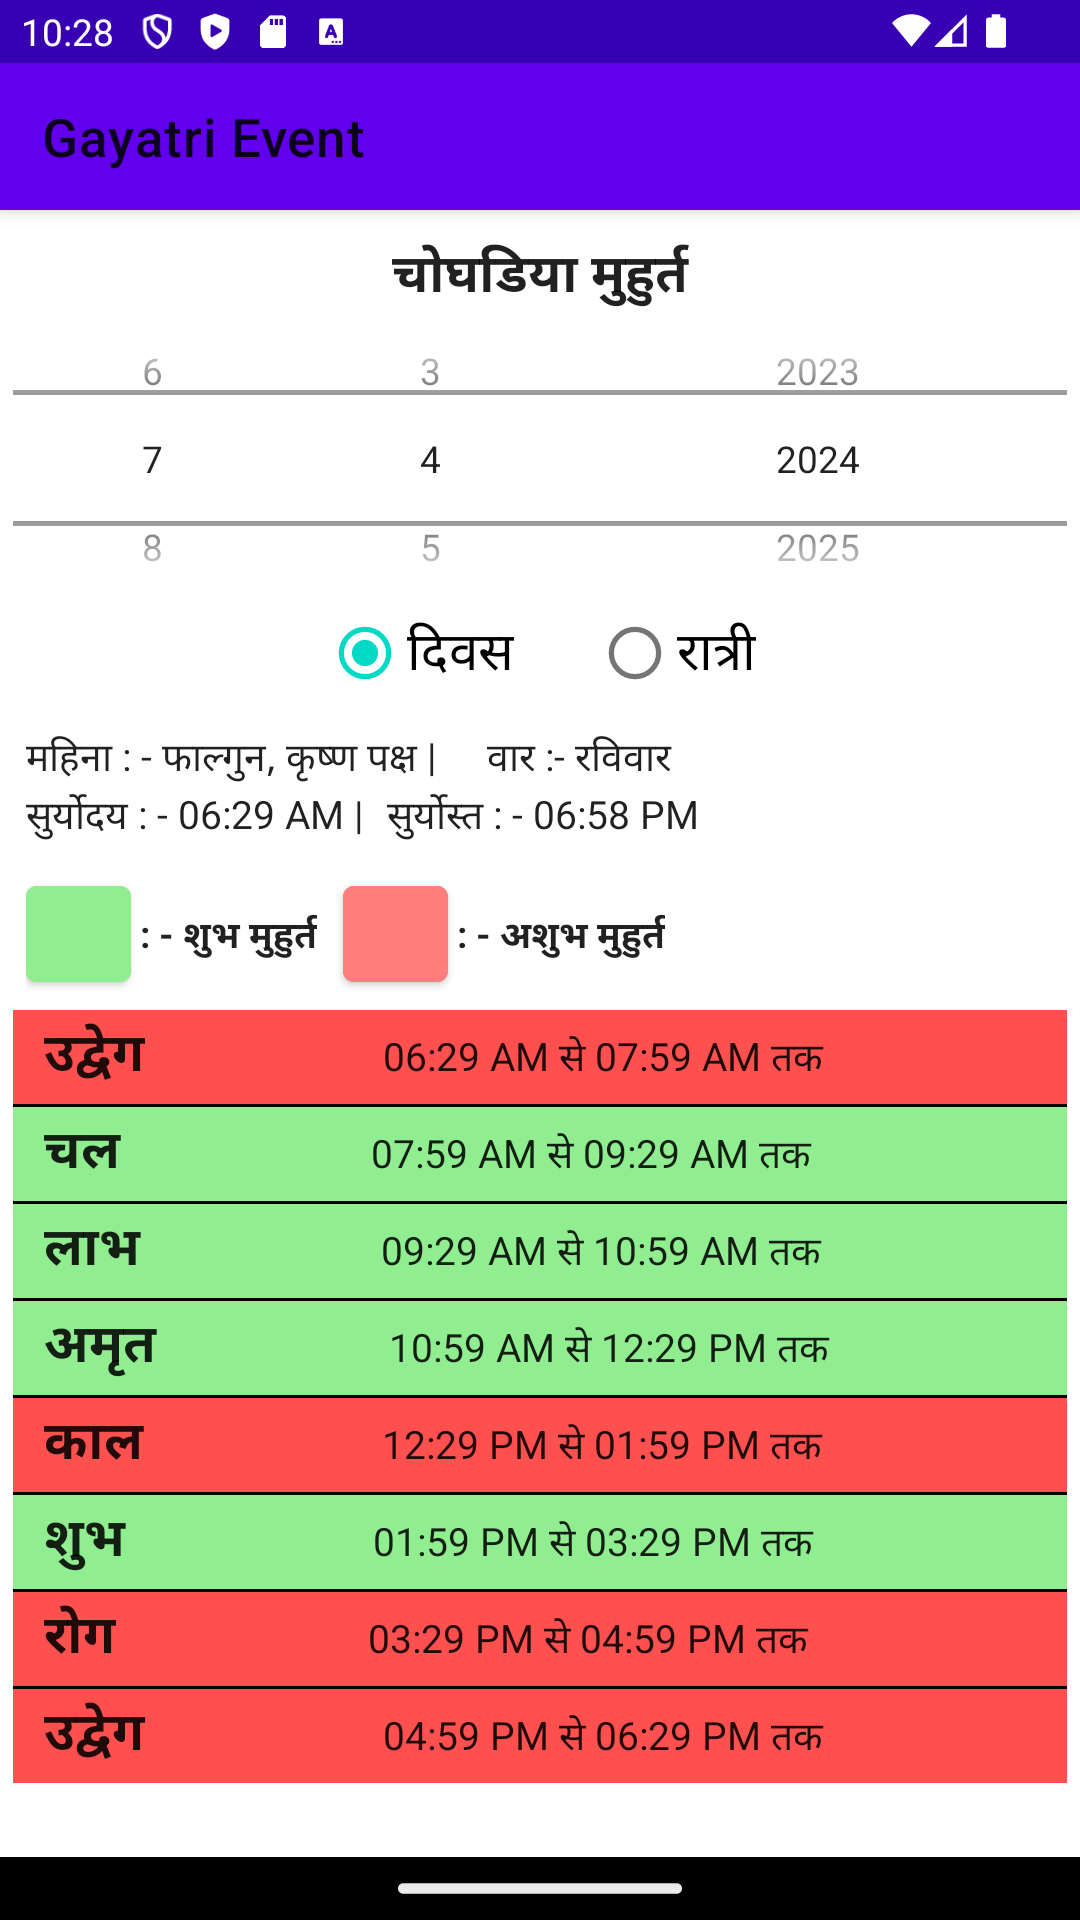 10:28
Gayatri Event
चोघडिया मुहुर्त
6 3 2023
7 4 2024
8 5 2025
दिवस रात्री
महिना : - फाल्गुन, कृष्ण पक्ष | वार :- रविवार
सुर्योदय : - 06:29 AM | सुर्योस्त : - 06:58 PM
: - शुभ मुहुर्त : - अशुभ मुहुर्त
उद्वेग 06:29 AM से 07:59 AM तक
चल 07:59 AM से 09:29 AM तक
लाभ 09:29 AM से 10:59 AM तक
अमृत 10:59 AM से 12:29 PM तक
काल 12:29 PM से 01:59 PM तक
शुभ 01:59 PM से 03:29 PM तक
रोग 03:29 PM से 04:59 PM तक
उद्वेग 04:59 PM से 06:29 PM तक